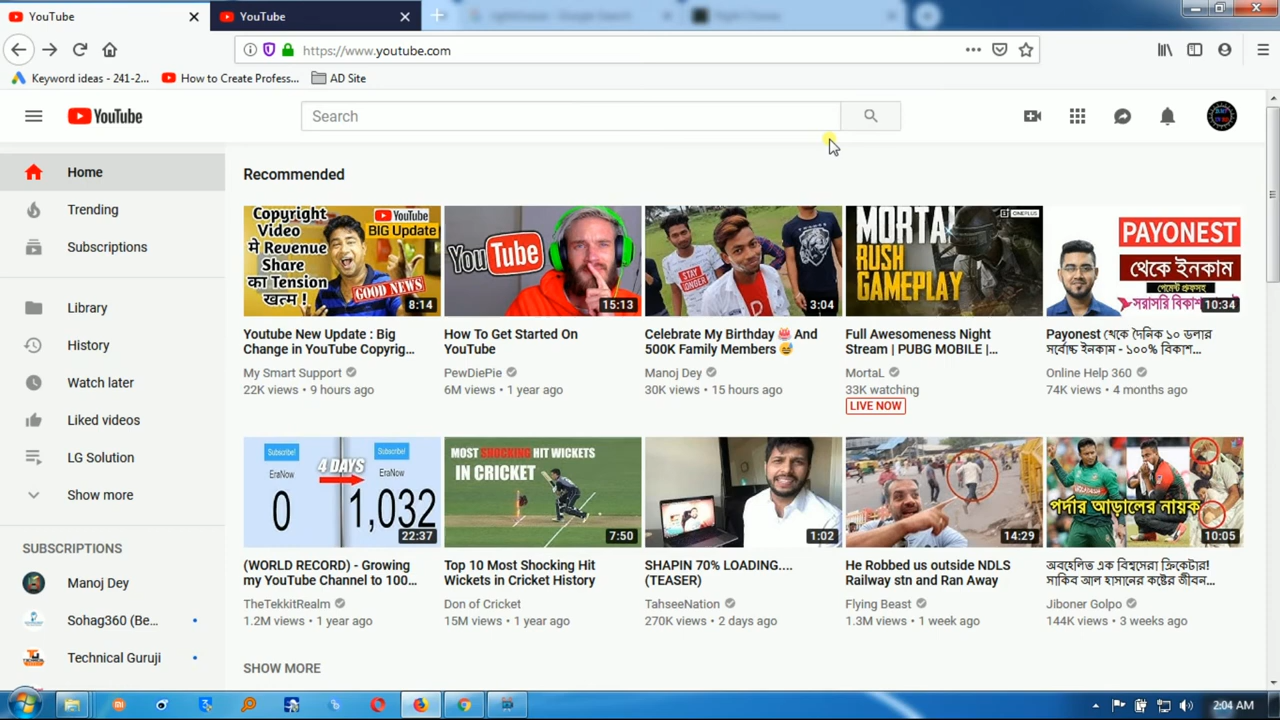 YouTube
YouTube
https://www.youtube.com
Keyword ideas - 241-2...
How to Create Profess...
AD Site
YouTube
Search
Home
Trending
Subscriptions
Library
History
Watch later
Liked videos
LG Solution
Show more
SUBSCRIPTIONS
Manoj Dey
Sohag360 (Be...
Technical Guruji
Recommended
Copyright
Video
मे Revenue
Share
का Tension
खत्म !
YouTube
BIG Update
GOOD NEWS
8:14
Youtube New Update : Big
Change in YouTube Copyrig...
My Smart Support
22K views • 9 hours ago
YouTube
15:13
How To Get Started On
YouTube
PewDiePie
6M views • 1 year ago
STAY
3:04
Celebrate My Birthday 🎂 And
500K Family Members 😅
Manoj Dey
30K views • 15 hours ago
ONEPLUS
MORTAL
RUSH
GAMEPLAY
Full Awesomeness Night
Stream | PUBG MOBILE |...
MortaL
33K watching
LIVE NOW
PAYONEST
থেকে ইনকাম
পেমেন্ট প্রুফসহ
সরাসরি বিকাশ
10:34
Payonest থেকে দৈনিক ১০ ডলার
সর্বোচ্চ ইনকাম - ১০০% বিকাশ...
Online Help 360
74K views • 4 months ago
Subscribe!
EraNow
0
4 DAYS
Subscribe!
EraNow
1,032
22:37
(WORLD RECORD) - Growing
my YouTube Channel to 100...
TheTekkitRealm
1.2M views • 1 year ago
MOST SHOCKING HIT WICKETS
IN CRICKET
7:50
Top 10 Most Shocking Hit
Wickets in Cricket History
Don of Cricket
15M views • 1 year ago
1:02
SHAPIN 70% LOADING....
(TEASER)
TahseeNation
270K views • 2 days ago
14:29
He Robbed us outside NDLS
Railway stn and Ran Away
Flying Beast
1.3M views • 1 week ago
পর্দার আড়ালের নায়ক
10:05
অবহেলিত এক বিশ্বসেরা ক্রিকেটার!
সাকিব আল হাসানের কষ্টের জীবন...
Jiboner Golpo
144K views • 3 weeks ago
SHOW MORE
2:04 AM